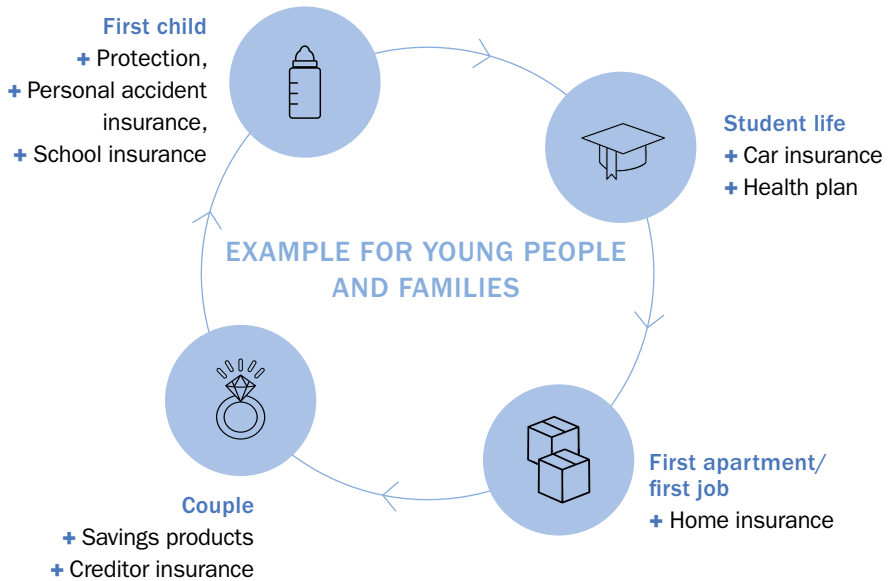 First child
+ Protection,
+ Personal accident
insurance,
+ School insurance
Student life
+ Car insurance
+ Health plan
EXAMPLE FOR YOUNG PEOPLE
AND FAMILIES
First apartment/
first job
+ Home insurance
Couple
+ Savings products
+ Creditor insurance